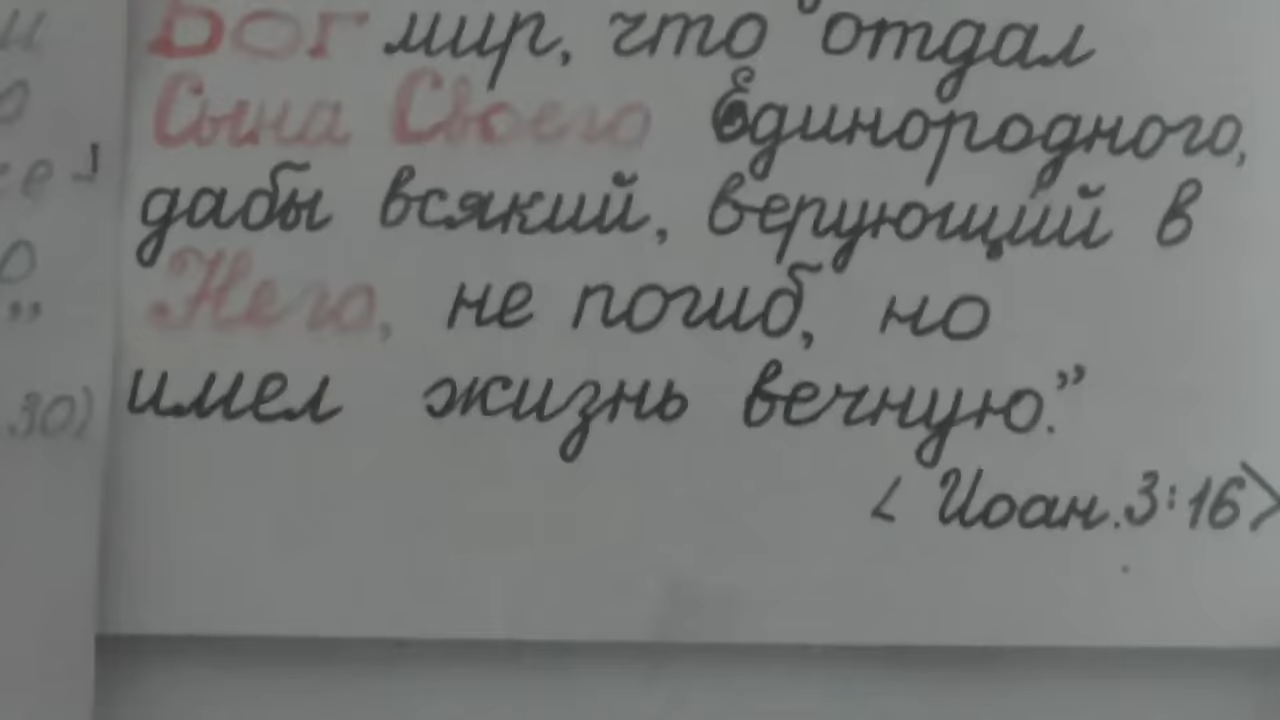 Бог мир, что отдал
Сына Своего Единородного,
дабы всякий, верующий в
Него, не погиб, но
имел жизнь вечную.”
< Иоан. 3:16>
30)